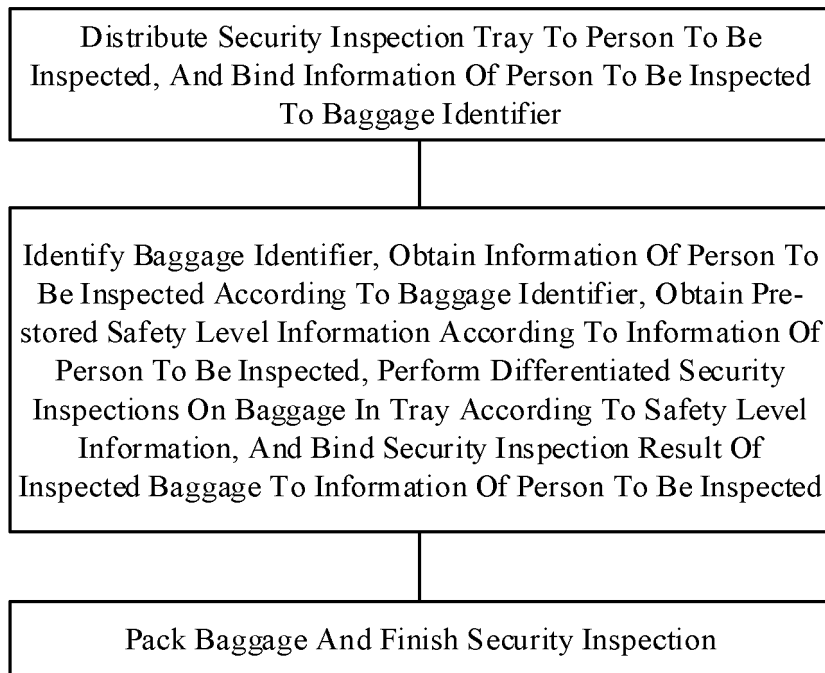 Distribute Security Inspection Tray To Person To Be
Inspected, And Bind Information Of Person To Be Inspected
To Baggage Identifier
Identify Baggage Identifier, Obtain Information Of Person To
Be Inspected According To Baggage Identifier, Obtain Pre-
stored Safety Level Information According To Information Of
Person To Be Inspected, Perform Differentiated Security
Inspections On Baggage In Tray According To Safety Level
Information, And Bind Security Inspection Result Of
Inspected Baggage To Information Of Person To Be Inspected
Pack Baggage And Finish Security Inspection